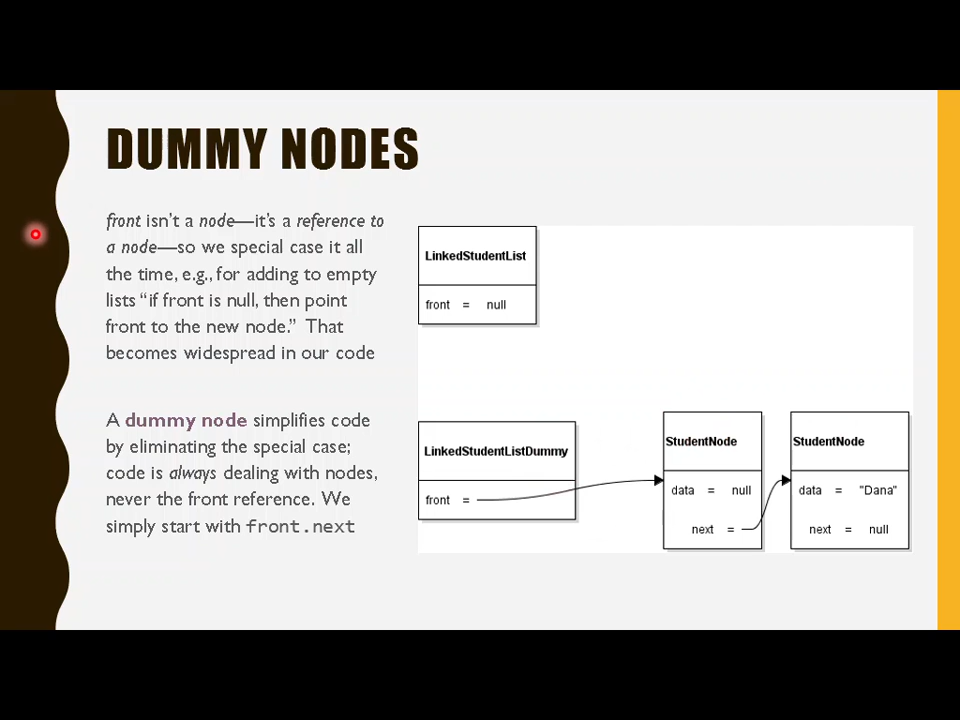 DUMMY NODES
front isn't a node—it's a reference to
a node—so we special case it all
the time, e.g., for adding to empty
lists “if front is null, then point
front to the new node.” That
becomes widespread in our code
A dummy node simplifies code
by eliminating the special case;
code is always dealing with nodes,
never the front reference. We
simply start with front.next
LinkedStudentList
front = null
LinkedStudentListDummy
front =
StudentNode
data = null
next =
StudentNode
data = "Dana"
next = null